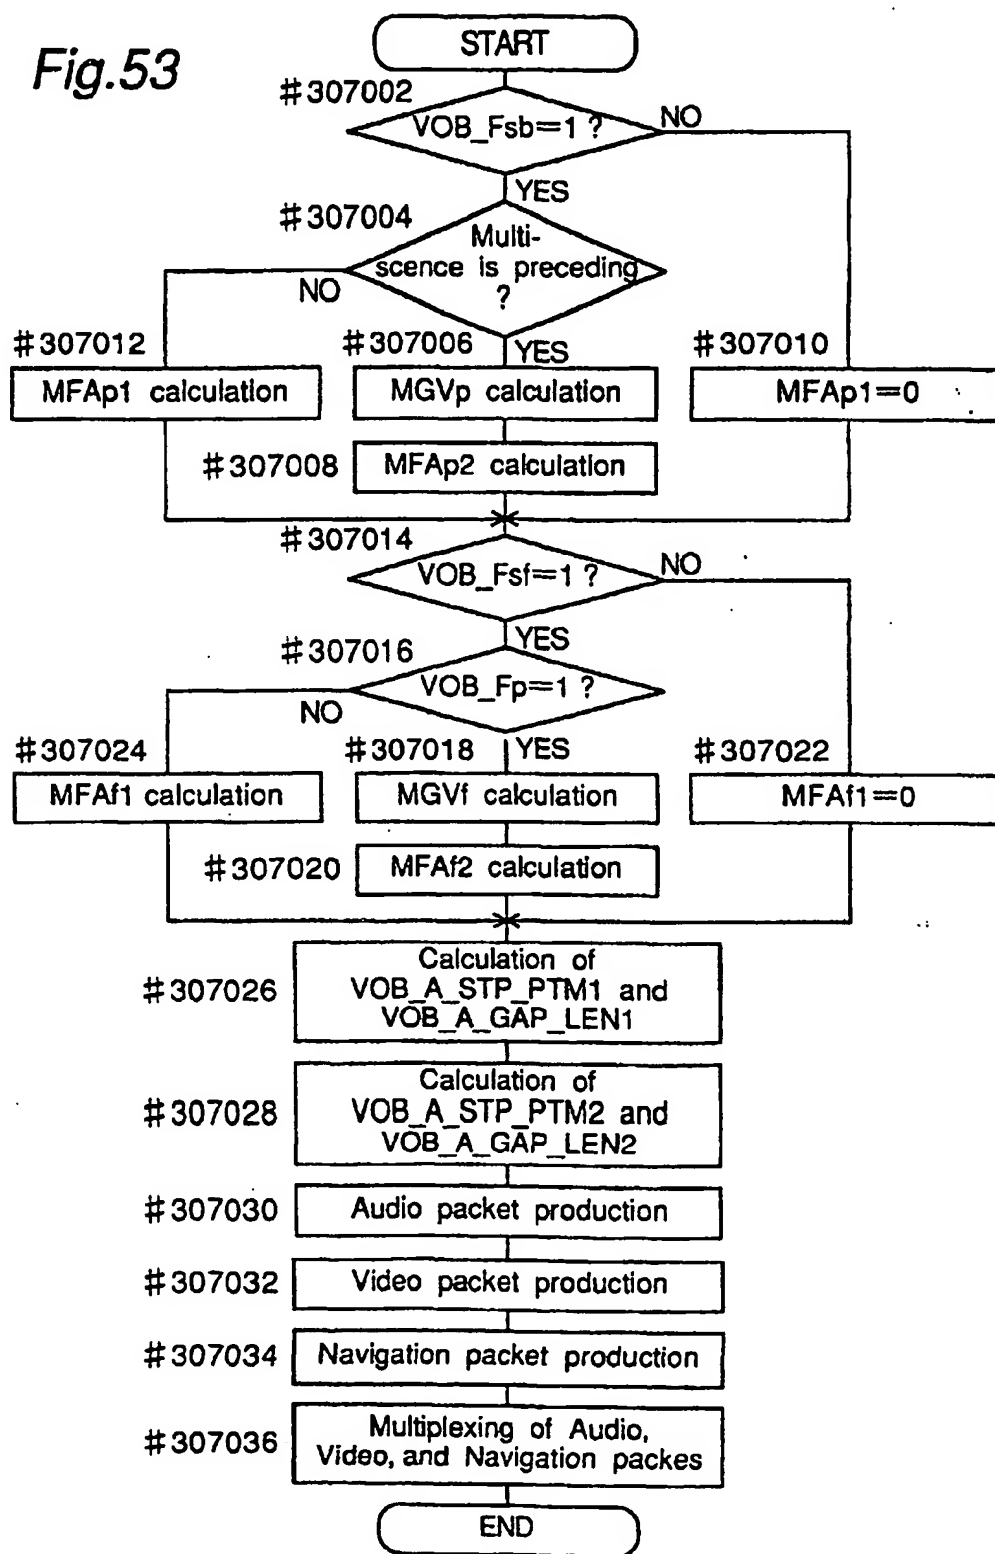 Fig.53
START
#307002
VOB_Fsb=1 ?
NO
YES
#307004
Multi-
scence is preceding
?
NO
YES
#307012
#307006
#307010
MFAp1 calculation
MGVp calculation
MFAp1=0
#307008
MFAp2 calculation
#307014
VOB_Fsf=1 ?
NO
YES
#307016
VOB_Fp=1 ?
NO
YES
#307024
#307018
#307022
MFAf1 calculation
MGVf calculation
MFAf1=0
#307020
MFAf2 calculation
#307026
Calculation of
VOB_A_STP_PTM1 and
VOB_A_GAP_LEN1
#307028
Calculation of
VOB_A_STP_PTM2 and
VOB_A_GAP_LEN2
#307030
Audio packet production
#307032
Video packet production
#307034
Navigation packet production
#307036
Multiplexing of Audio,
Video, and Navigation packes
END